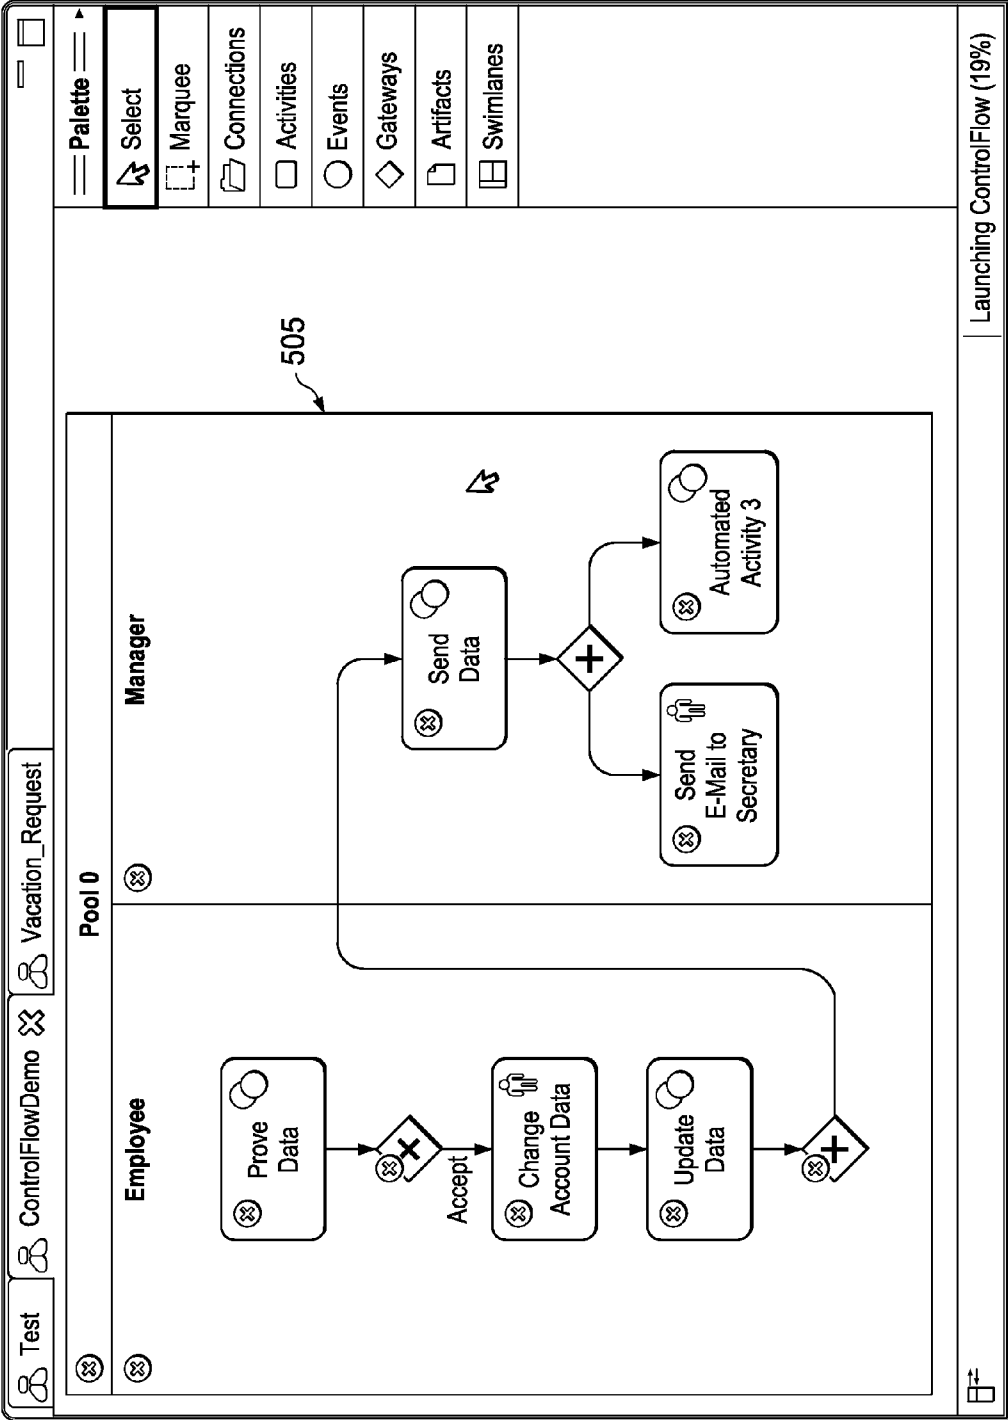 Test
ControlFlowDemo
Vacation_Request
Pool 0
Employee
Manager
Prove
Data
Accept
Change
Account Data
Update
Data
Send
Data
Send
E-Mail to
Secretary
Automated
Activity 3
505
Palette
Select
Marquee
Connections
Activities
Events
Gateways
Artifacts
Swimlanes
Launching ControlFlow (19%)